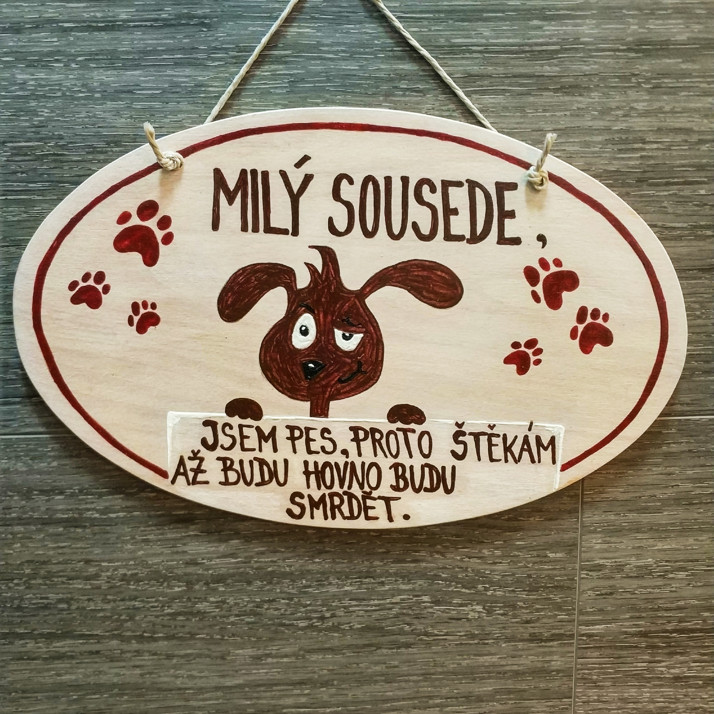 MILÝ SOUSEDE,
JSEM PES, PROTO ŠTĚKÁM
AŽ BUDU HOVNO BUDU
SMRDĚT.